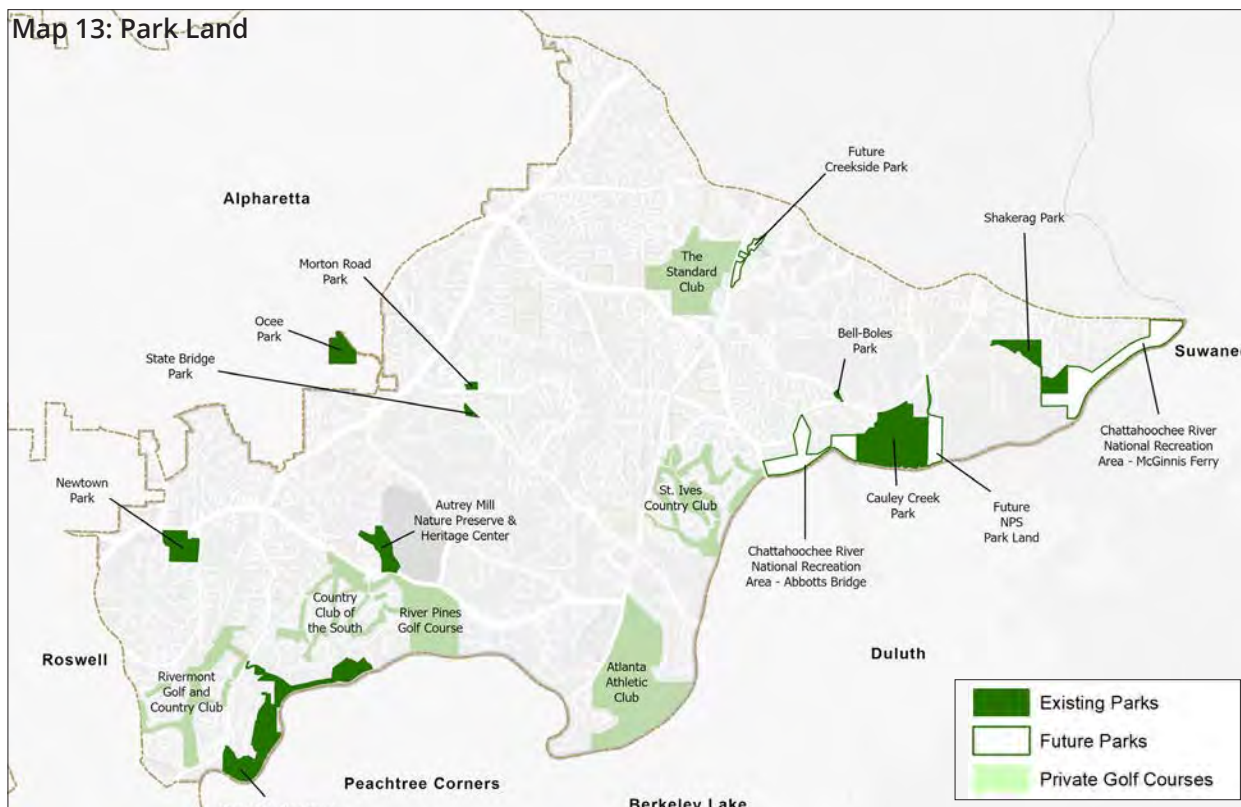 Map 13: Park Land
Future
Creekside Park
Alpharetta
Shakerag Park
Morton Road
Park
The
Standard
Club
Ocee
Park
Bell-Boles
Park
State Bridge
Park
Chattahoochee River
National Recreation
Area - McGinnis Ferry
Newtown
Park
Autrey Mill
Nature Preserve &
Heritage Center
St. Ives
Country Club
Cauley Creek
Park
Future
NPS
Park Land
Chattahoochee River
National Recreation
Area - Abbotts Bridge
Country
Club of
the South
River Pines
Golf Course
Roswell
Duluth
Rivermont
Golf and
Country Club
Atlanta
Athletic
Club
Existing Parks
Future Parks
Private Golf Courses
Peachtree Corners
Berkeley Lake